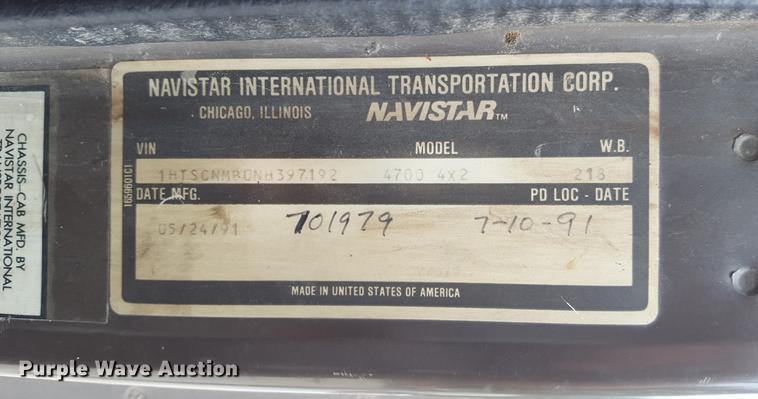 NAVISTAR INTERNATIONAL TRANSPORTATION CORP.
CHICAGO, ILLINOIS NAVISTAR™
VIN MODEL W.B.
1HTSCNMR0NH397192 4700 4X2 218
DATE MFG. PD LOC - DATE
05/24/91 701979 7-10-91
MADE IN UNITED STATES OF AMERICA
1659601C1
CHASSIS-CAB MFD. BY
NAVISTAR INTERNATIONAL
Purple Wave Auction